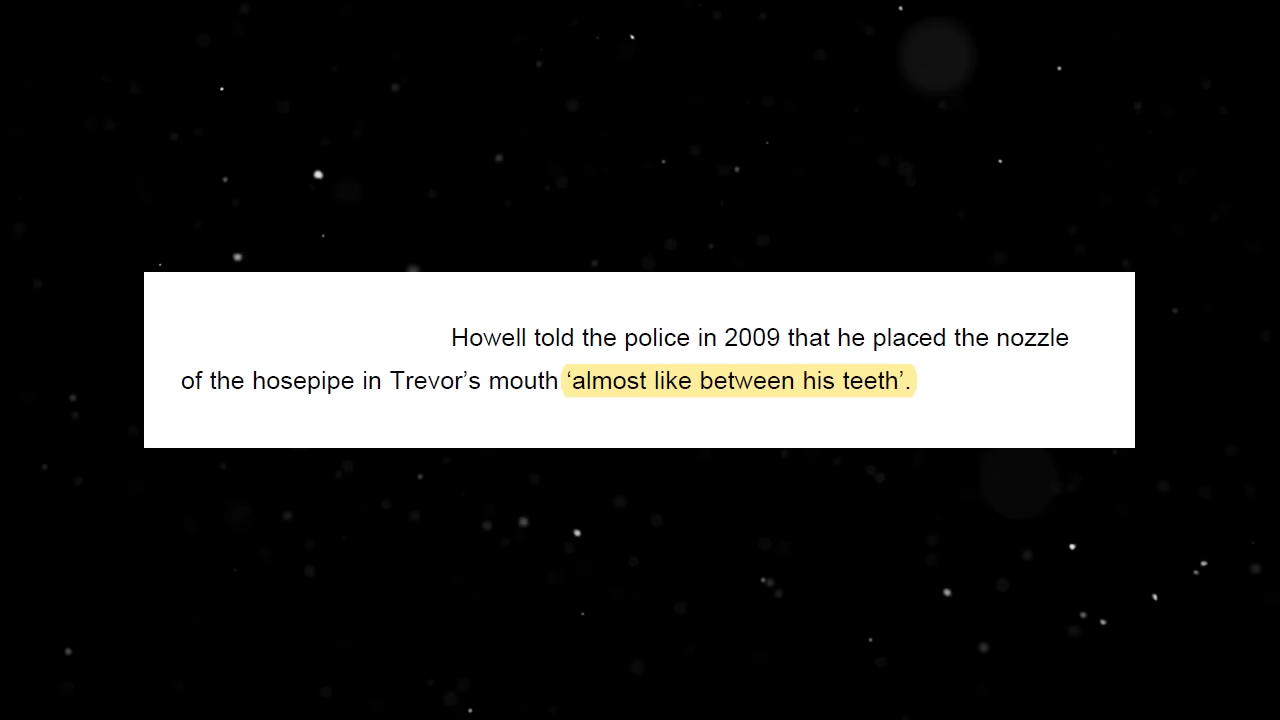 Howell told the police in 2009 that he placed the nozzle
of the hosepipe in Trevor’s mouth ‘almost like between his teeth’.